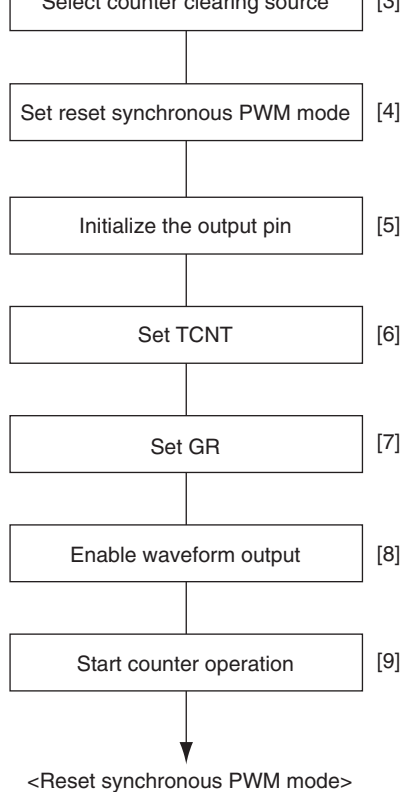 Select counter clearing source [3]
Set reset synchronous PWM mode [4]
Initialize the output pin [5]
Set TCNT [6]
Set GR [7]
Enable waveform output [8]
Start counter operation [9]
<Reset synchronous PWM mode>